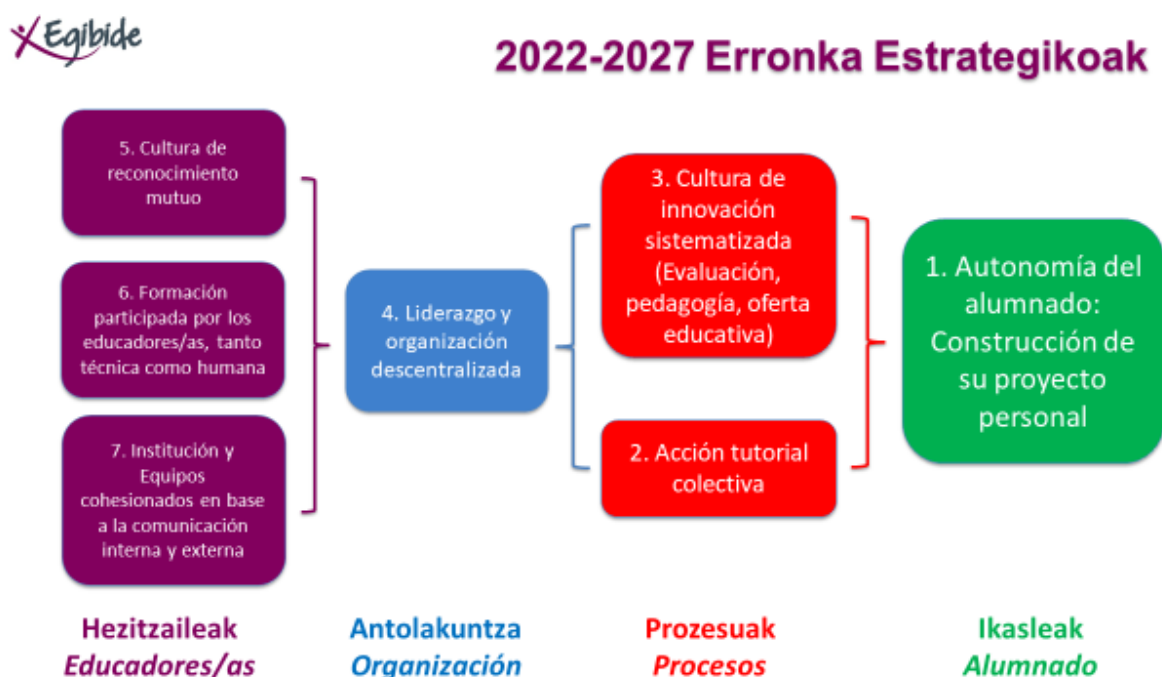 Egibide
2022-2027 Erronka Estrategikoak
5. Cultura de
reconocimiento
mutuo
6. Formación
participada por los
educadores/as, tanto
técnica como humana
7. Institución y
Equipos
cohesionados en base
a la comunicación
interna y externa
4. Liderazgo y
organización
descentralizada
3. Cultura de
innovación
sistematizada
(Evaluación,
pedagogía, oferta
educativa)
2. Acción tutorial
colectiva
1. Autonomía del
alumnado:
Construcción de
su proyecto
personal
Hezitzaileak
Educadores/as
Antolakuntza
Organización
Prozesuak
Procesos
Ikasleak
Alumnado